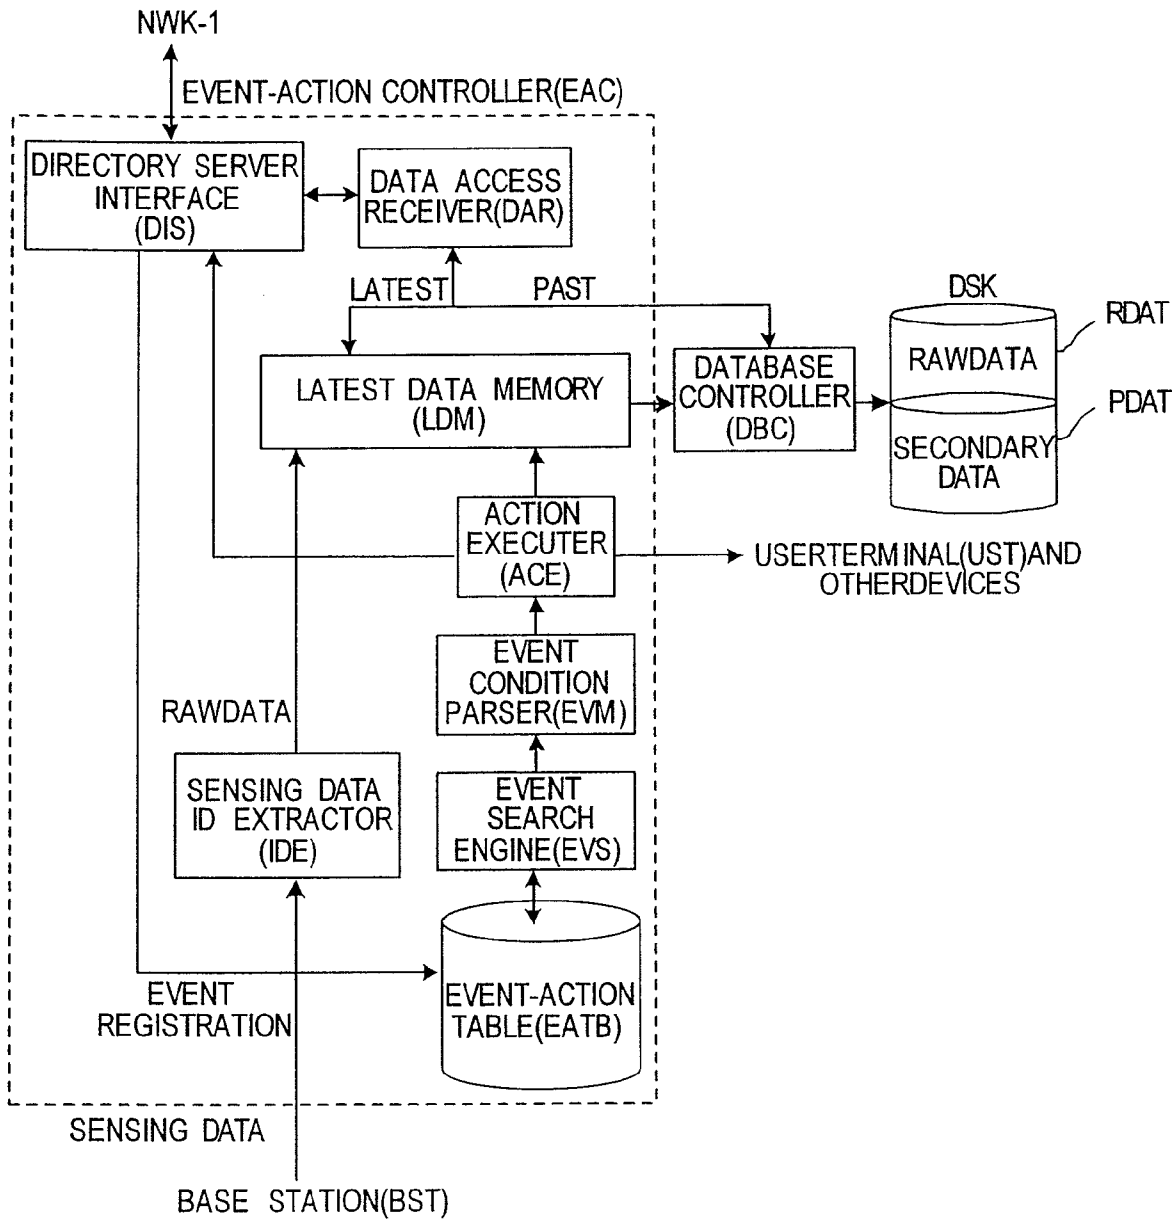 NWK-1
EVENT-ACTION CONTROLLER(EAC)
DIRECTORY SERVER
INTERFACE
(DIS)
DATA ACCESS
RECEIVER(DAR)
LATEST
PAST
DSK
RDAT
RAWDATA
PDAT
SECONDARY
DATA
LATEST DATA MEMORY
(LDM)
DATABASE
CONTROLLER
(DBC)
ACTION
EXECUTER
(ACE)
USERTERMINAL(UST)AND
OTHERDEVICES
EVENT
CONDITION
PARSER(EVM)
RAWDATA
SENSING DATA
ID EXTRACTOR
(IDE)
EVENT
SEARCH
ENGINE(EVS)
EVENT
REGISTRATION
EVENT-ACTION
TABLE(EATB)
SENSING DATA
BASE STATION(BST)